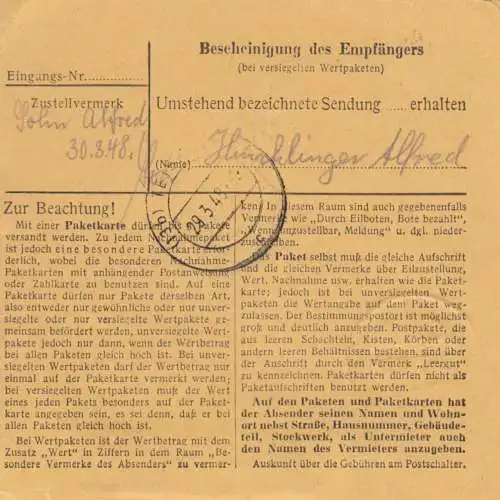 Bescheinigung des Empfängers
(bei versiegelten Wertpaketen)
Eingangs-Nr.
Zustellvermerk
Sohn Alfred
30.3.48.
Umstehend bezeichnete Sendung ..... erhalten
(Name) Alfred
29.3.48
Zur Beachtung!
Mit einer Paketkarte dürfen bis 3 Pakete
versandt werden. Zu jedem Nachnahmepaket
ist jedoch eine besondere Paketkarte erfor-
derlich, wobei die besonderen Nachnahme-
Paketkarten mit anhängender Postanweisung
oder Zahlkarte zu benutzen sind. Auf eine
Paketkarte dürfen nur Pakete derselben Art,
also entweder nur gewöhnliche oder nur unver-
siegelte oder nur versiegelte Wertpakete ge-
meinsam befördert werden, unversiegelte Wert-
pakete jedoch nur dann, wenn der Wertbetrag
bei allen Paketen gleich hoch ist. Bei unver-
siegelten Wertpaketen darf der Wertbetrag nur
einmal auf der Paketkarte vermerkt werden;
bei versiegelten Wertpaketen muß der Wert
eines jeden Pakets besonders auf der Paket-
karte angegeben sein, es sei denn, daß er bei
allen Paketen gleich hoch ist.
Bei Wertpaketen ist der Wertbetrag mit dem
Zusatz „Wert" in Ziffern in dem Raum „Be-
sondere Vermerke des Absenders" zu vermer-
ken. In diesem Raum sind auch gegebenenfalls
Vermerke wie „Durch Eilboten, Bote bezahlt",
„Wenn unzustellbar, Meldung" u. dgl. nieder-
zuschreiben.
Das Paket selbst muß die gleiche Aufschrift
und die gleichen Vermerke über Eilzustellung,
Wert, Nachnahme usw. erhalten wie die Paket-
karte; jedoch ist bei unversiegelten Wert-
paketen die Wertangabe auf dem Paket weg-
zulassen. Der Bestimmungspostort ist möglichst
groß und deutlich anzugeben. Postpakete, die
aus leeren Schachteln, Kisten, Körben oder
andern leeren Behältnissen bestehen, sind über
der Anschrift durch den Vermerk „Leergut"
zu kennzeichnen. Paketkarten dürfen nicht als
Paketaufschriften benutzt werden.
Auf den Paketen und Paketkarten hat
der Absender seinen Namen und Wohn-
ort nebst Straße, Hausnummer, Gebäude-
teil, Stockwerk, als Untermieter auch
den Namen des Vermieters anzugeben.
Auskunft über die Gebühren am Postschalter.